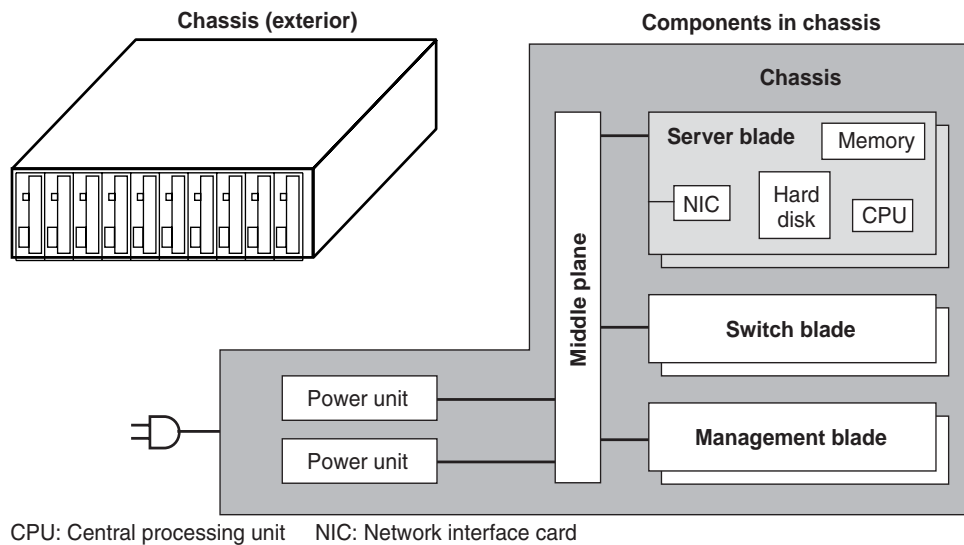 Chassis (exterior)
Components in chassis
Chassis
Server blade
Memory
NIC
Hard
disk
CPU
Middle plane
Switch blade
Power unit
Management blade
Power unit
CPU: Central processing unit NIC: Network interface card